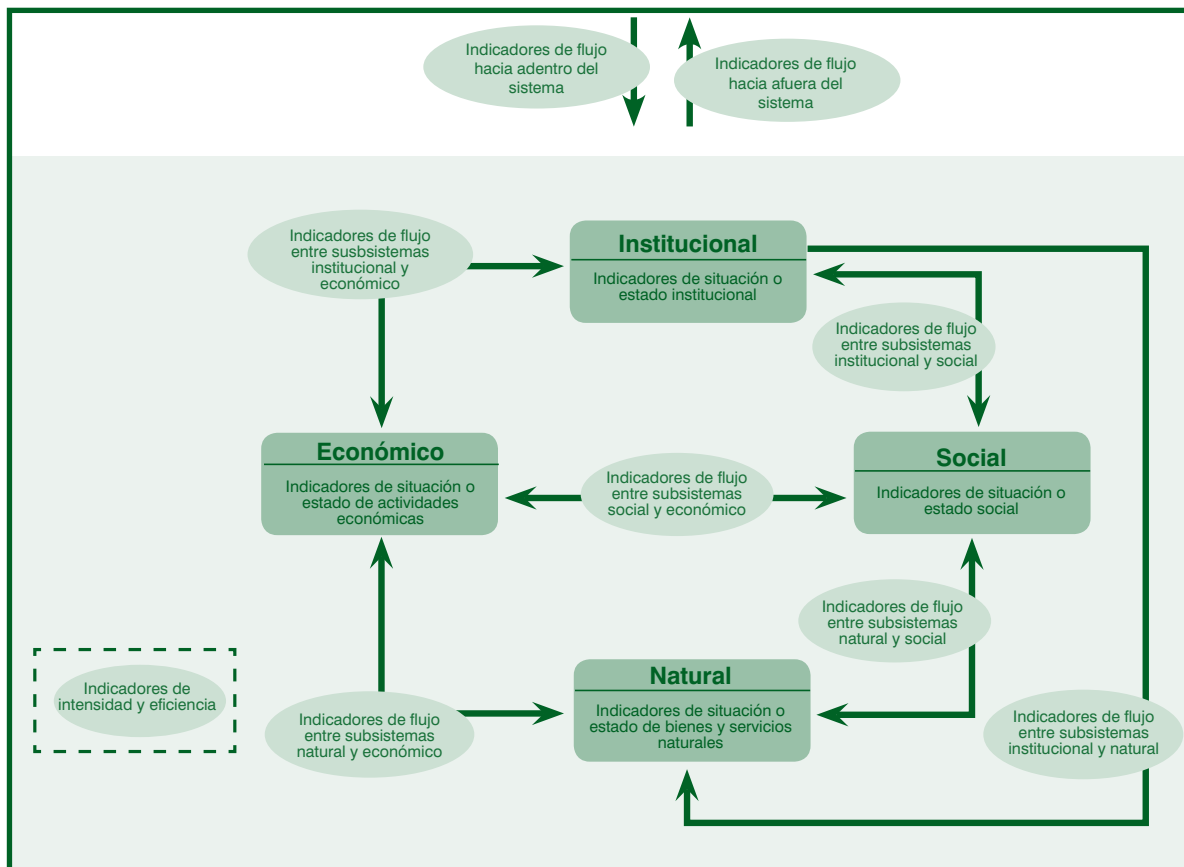 Indicadores de flujo
hacia adentro del
sistema
Indicadores de flujo
hacia afuera del
sistema
Indicadores de flujo
entre susbsistemas
institucional y
económico
Institucional
Indicadores de situación o
estado institucional
Indicadores de flujo
entre subsistemas
institucional y social
Económico
Indicadores de situación o
estado de actividades
económicas
Indicadores de flujo
entre subsistemas
social y económico
Social
Indicadores de situación o
estado social
Indicadores de flujo
entre subsistemas
natural y social
Indicadores de
intensidad y eficiencia
Indicadores de flujo
entre subsistemas
natural y económico
Natural
Indicadores de situación o
estado de bienes y servicios
naturales
Indicadores de flujo
entre subsistemas
institucional y natural